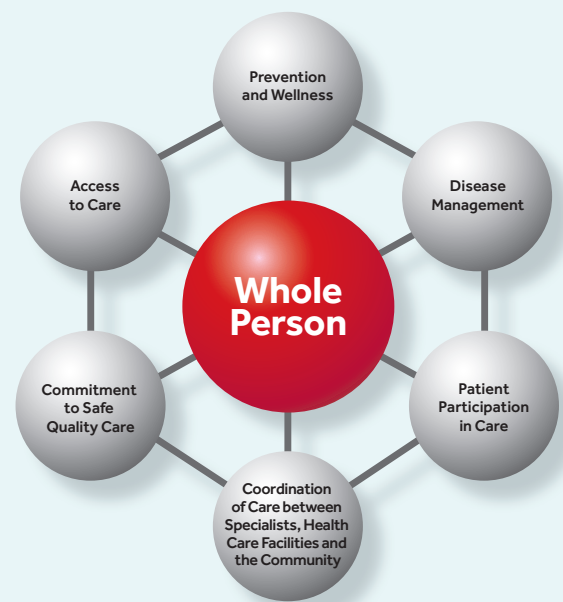 Prevention
and Wellness
Access
to Care
Disease
Management
Whole
Person
Commitment
to Safe
Quality Care
Patient
Participation
in Care
Coordination
of Care between
Specialists, Health
Care Facilities and
the Community